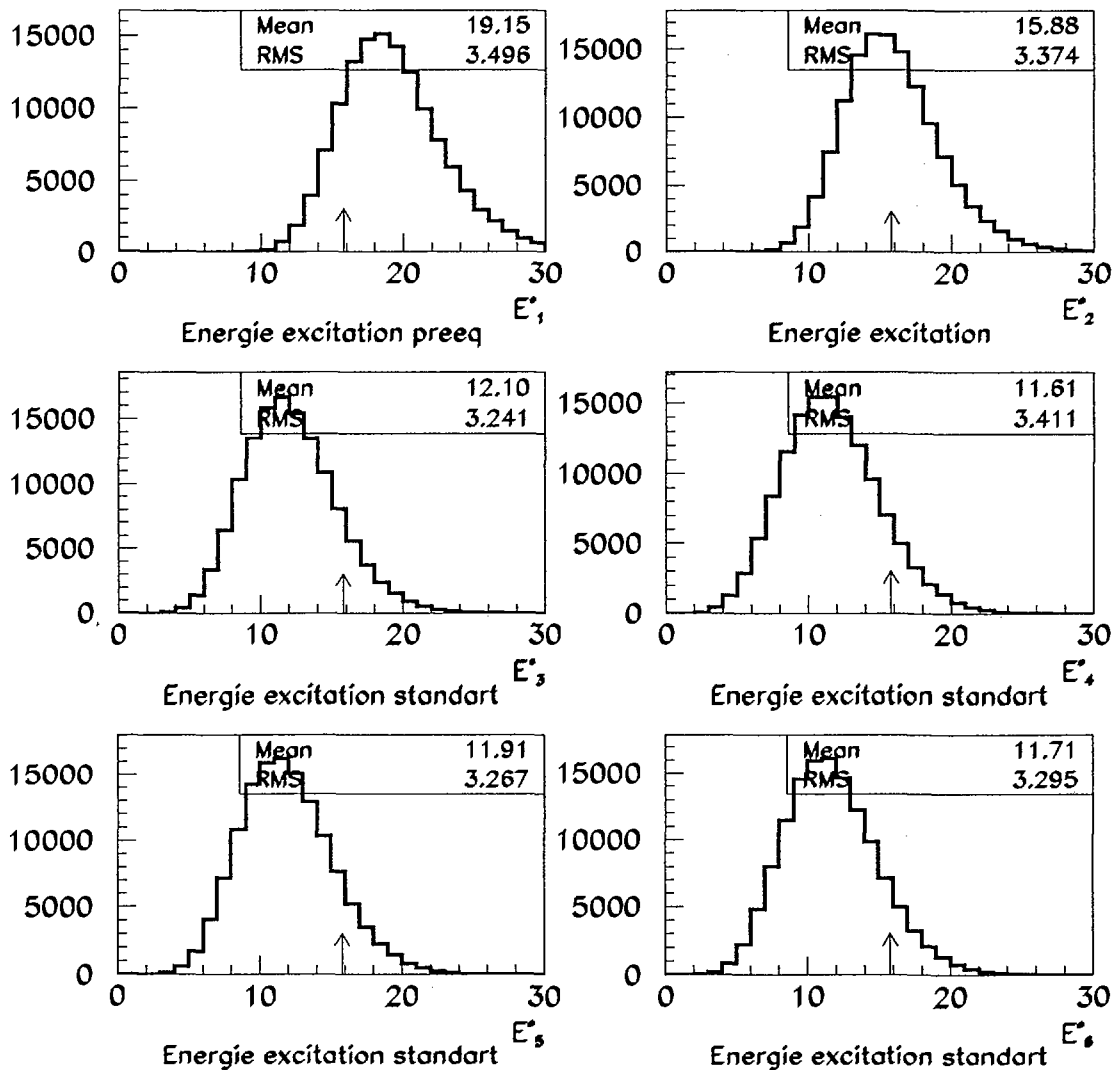 Mean 19.15
RMS 3.496
15000
10000
5000
0
0 10 20 30
E*1
Energie excitation preeq
Mean 15.88
RMS 3.374
15000
10000
5000
0
0 10 20 30
E*2
Energie excitation
Mean 12.10
RMS 3.241
15000
10000
5000
0
0 10 20 30
E*3
Energie excitation standart
Mean 11.61
RMS 3.411
15000
10000
5000
0
0 10 20 30
E*4
Energie excitation standart
Mean 11.91
RMS 3.267
15000
10000
5000
0
0 10 20 30
E*5
Energie excitation standart
Mean 11.71
RMS 3.295
15000
10000
5000
0
0 10 20 30
E*6
Energie excitation standart